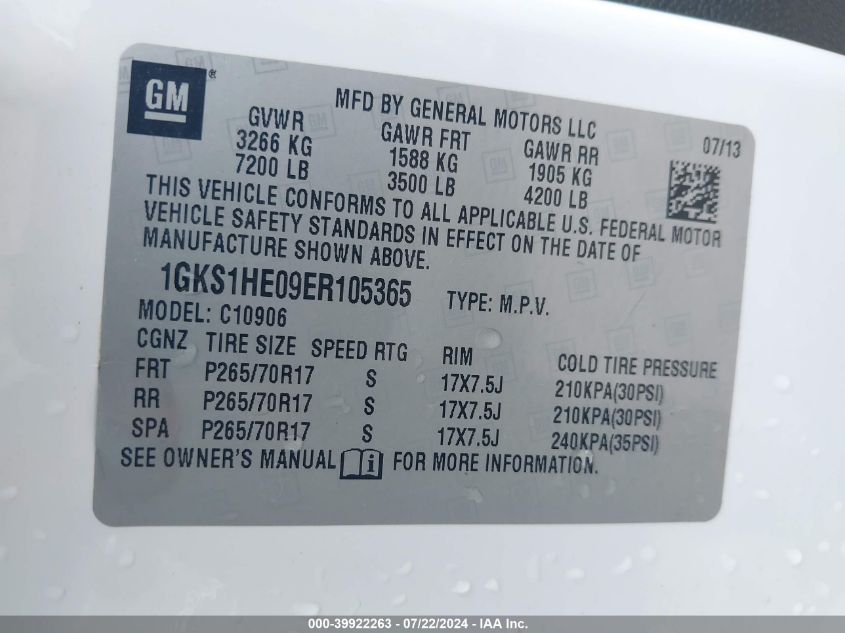 GM ®
MFD BY GENERAL MOTORS LLC
07/13
GVWR GAWR FRT GAWR RR
3266 KG 1588 KG 1905 KG
7200 LB 3500 LB 4200 LB
THIS VEHICLE CONFORMS TO ALL APPLICABLE U.S. FEDERAL MOTOR
VEHICLE SAFETY STANDARDS IN EFFECT ON THE DATE OF
MANUFACTURE SHOWN ABOVE.
1GKS1HE09ER105365 TYPE: M.P.V.
MODEL: C10906
CGNZ TIRE SIZE SPEED RTG RIM COLD TIRE PRESSURE
FRT P265/70R17 S 17X7.5J 210KPA(30PSI)
RR P265/70R17 S 17X7.5J 210KPA(30PSI)
SPA P265/70R17 S 17X7.5J 240KPA(35PSI)
SEE OWNER'S MANUAL i FOR MORE INFORMATION.
000-39922263 - 07/22/2024 - IAAI Inc.